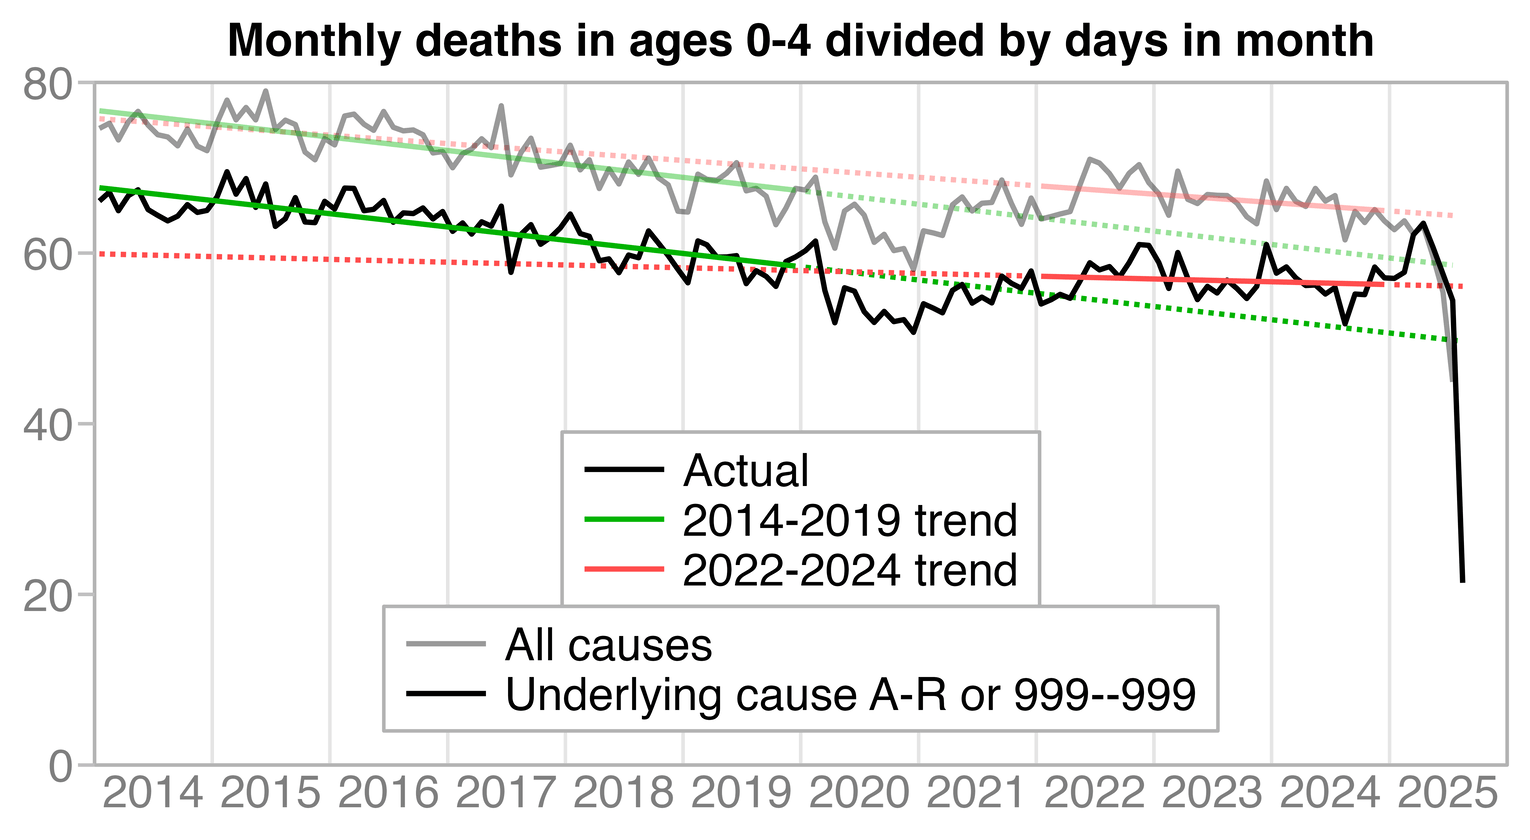 Monthly deaths in ages 0-4 divided by days in month
80
60
40
20
0
Actual
2014-2019 trend
2022-2024 trend
All causes
Underlying cause A-R or 999--999
2014 2015 2016 2017 2018 2019 2020 2021 2022 2023 2024 2025